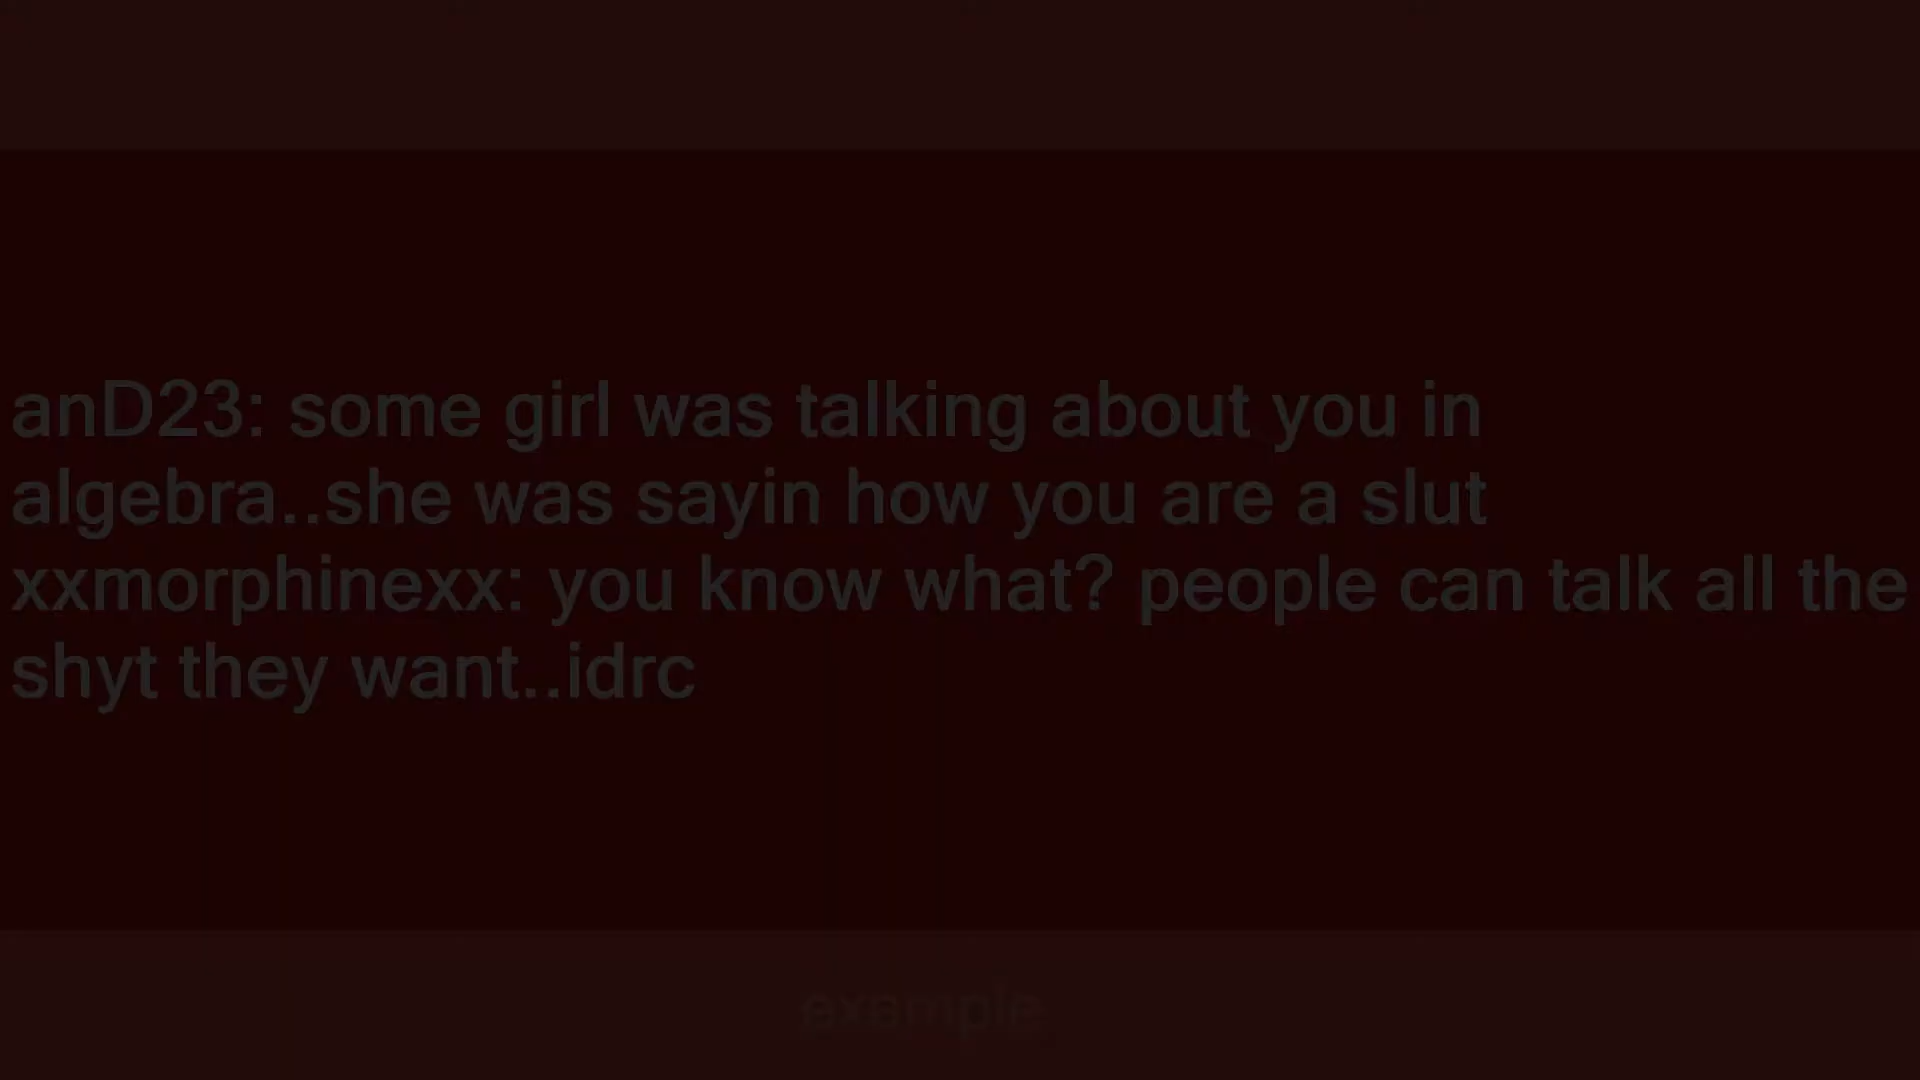 anD23: some girl was talking about you in
algebra..she was sayin how you are a slut
xxmorphinexx: you know what? people can talk all the
shyt they want..idrc
example